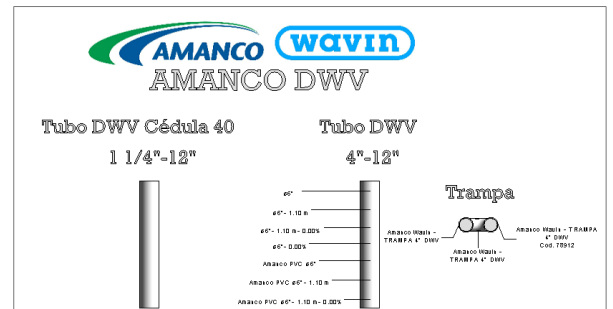 AMANCO wavin
AMANCO DWV
Tubo DWV Cédula 40
1 1/4"-12"
Tubo DWV
4"-12"
ø6"
ø6"- 1.10 m
ø6"- 1.10 m- 0.00%
ø6"- 0.00%
Amanco PVC ø6"
Amanco PVC ø6"- 1.10 m
Amanco PVC ø6"- 1.10 m- 0.00%
Trampa
Amanco Wavin -
TRAMPA 4" DWV
Amanco Wavin -
TRAMPA 4" DWV
Amanco Wavin - TRAMPA
4" DWV
Cod. 78912